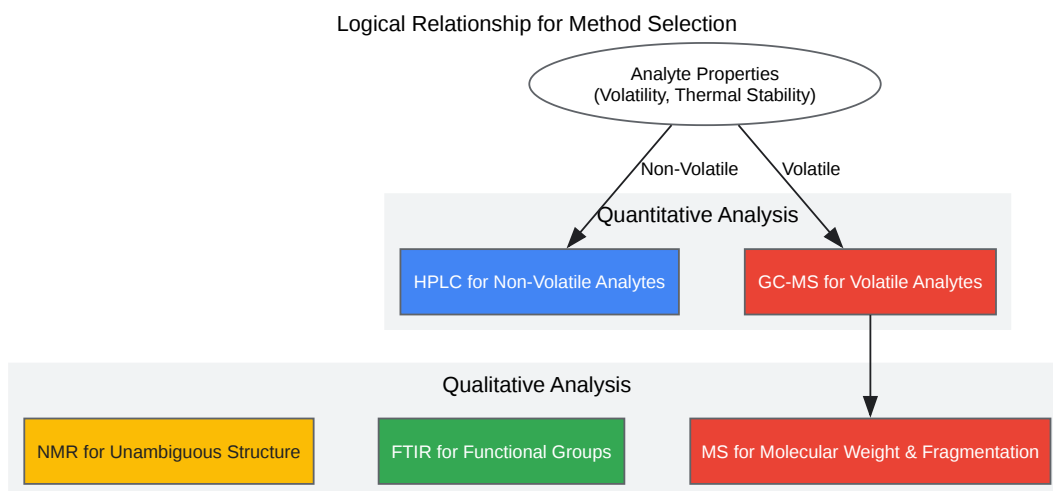 Logical Relationship for Method Selection
Analyte Properties
(Volatility, Thermal Stability)
Non-Volatile
Volatile
Quantitative Analysis
HPLC for Non-Volatile Analytes
GC-MS for Volatile Analytes
Qualitative Analysis
NMR for Unambiguous Structure
FTIR for Functional Groups
MS for Molecular Weight & Fragmentation